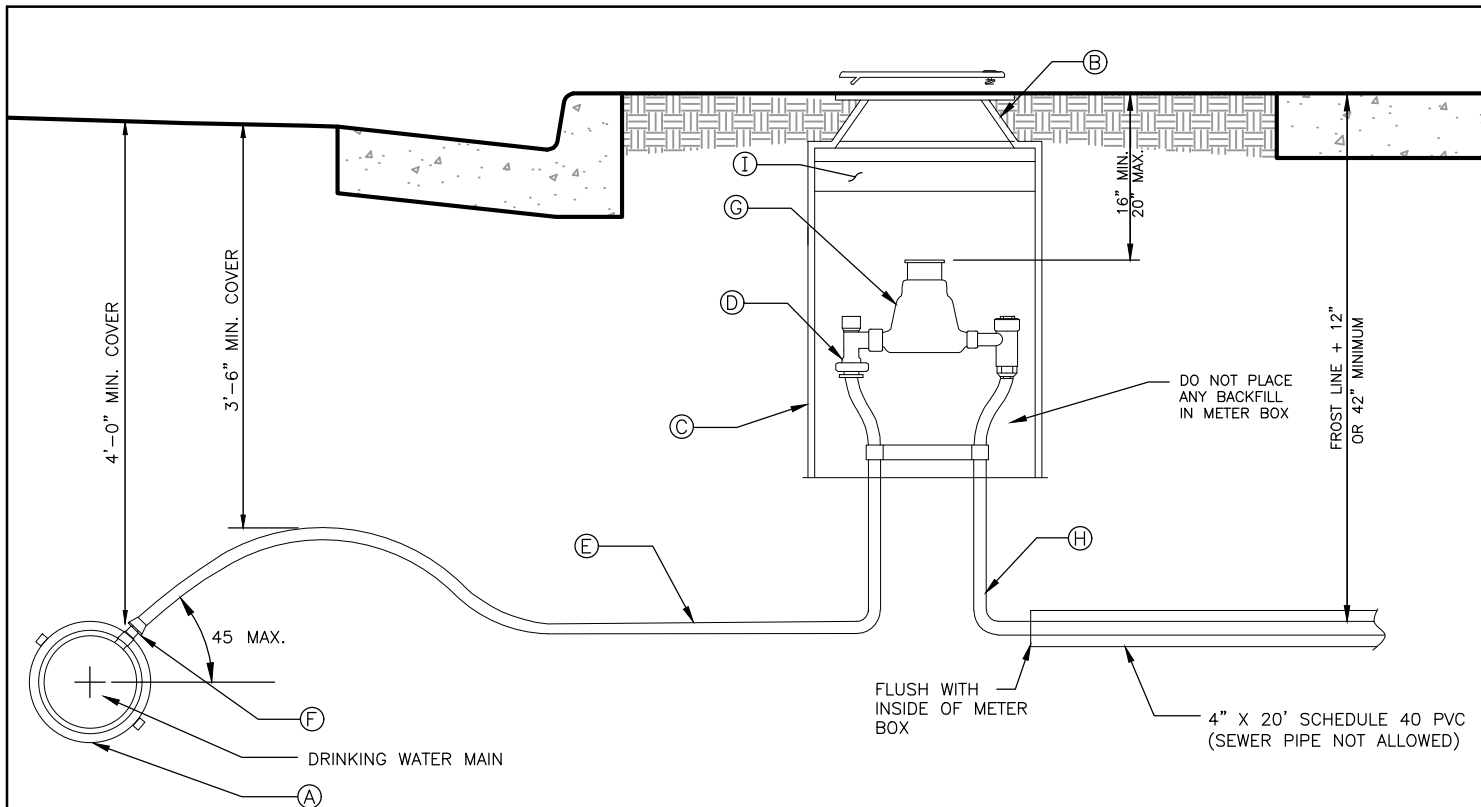 B
I
16" MIN.
20" MAX.
G
4'-0" MIN. COVER
3'-6" MIN. COVER
D
FROST LINE + 12"
OR 42" MINIMUM
DO NOT PLACE
ANY BACKFILL
IN METER BOX
C
E
H
45 MAX.
F
FLUSH WITH
INSIDE OF METER
BOX
4" X 20' SCHEDULE 40 PVC
(SEWER PIPE NOT ALLOWED)
DRINKING WATER MAIN
A